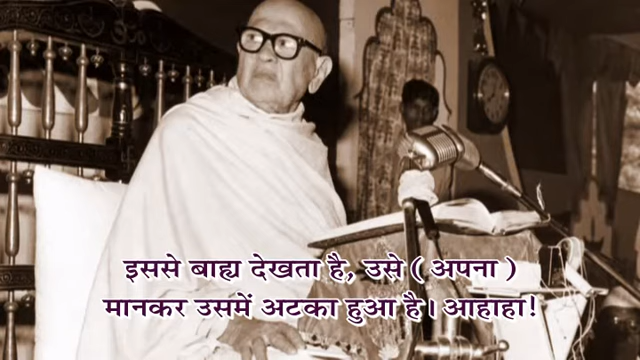 इससे बाह्य देखता है, उसे ( अपना )
मानकर उसमें अटका हुआ है। आहाहा!